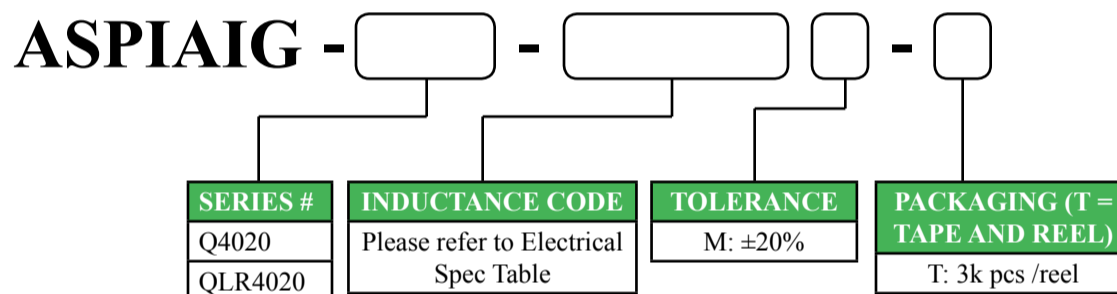 ASPIAIG - -  -
SERIES #
Q4020
QLR4020
INDUCTANCE CODE
Please refer to Electrical
Spec Table
TOLERANCE
M: ±20%
PACKAGING (T =
TAPE AND REEL)
T: 3k pcs /reel